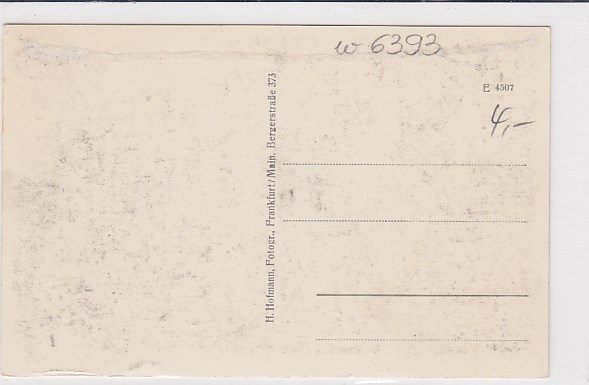 w 6393
E 4507
4,-
H. Hofmann, Fotogr., Frankfurt/Main, Bergerstraße 373